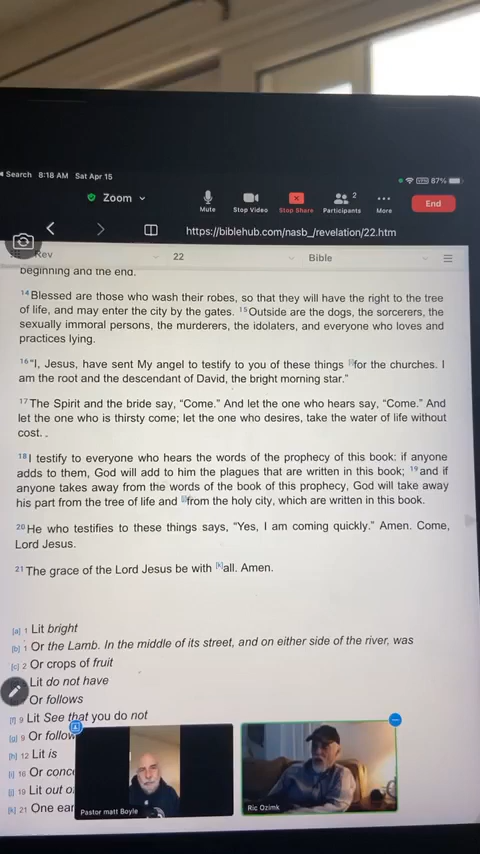 Search 8:18 AM Sat Apr 15
VPN 87%
Zoom
Mute Stop Video Stop Share Participants More
2
End
https://biblehub.com/nasb_/revelation/22.htm
Rev 22 Bible
beginning and the end.
14 Blessed are those who wash their robes, so that they will have the right to the tree
of life, and may enter the city by the gates. 15 Outside are the dogs, the sorcerers, the
sexually immoral persons, the murderers, the idolaters, and everyone who loves and
practices lying.
16 "I, Jesus, have sent My angel to testify to you of these things [i]for the churches. I
am the root and the descendant of David, the bright morning star."
17 The Spirit and the bride say, "Come." And let the one who hears say, "Come." And
let the one who is thirsty come; let the one who desires, take the water of life without
cost. .
18 I testify to everyone who hears the words of the prophecy of this book: if anyone
adds to them, God will add to him the plagues that are written in this book; 19 and if
anyone takes away from the words of the book of this prophecy, God will take away
his part from the tree of life and [j]from the holy city, which are written in this book.
20 He who testifies to these things says, "Yes, I am coming quickly." Amen. Come,
Lord Jesus.
21 The grace of the Lord Jesus be with [k]all. Amen.
[a] 1 Lit bright
[b] 1 Or the Lamb. In the middle of its street, and on either side of the river, was
[c] 2 Or crops of fruit
Lit do not have
Or follows
[f] 9 Lit See that you do not
[g] 9 Or follow
[h] 12 Lit is
[i] 16 Or conc
[j] 19 Lit out o
[k] 21 One ear
Pastor matt Boyle
Ric Ozimk